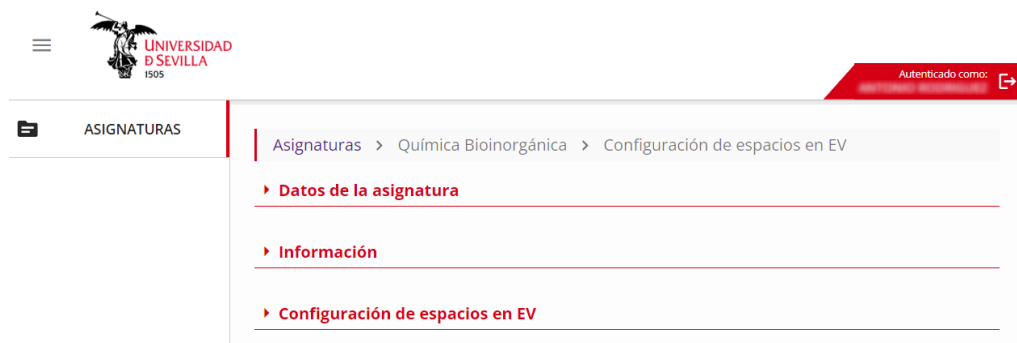 UNIVERSIDAD
Đ SEVILLA
1505
Autenticado como:
ASIGNATURAS
Asignaturas > Química Bioinorgánica > Configuración de espacios en EV
Datos de la asignatura
Información
Configuración de espacios en EV